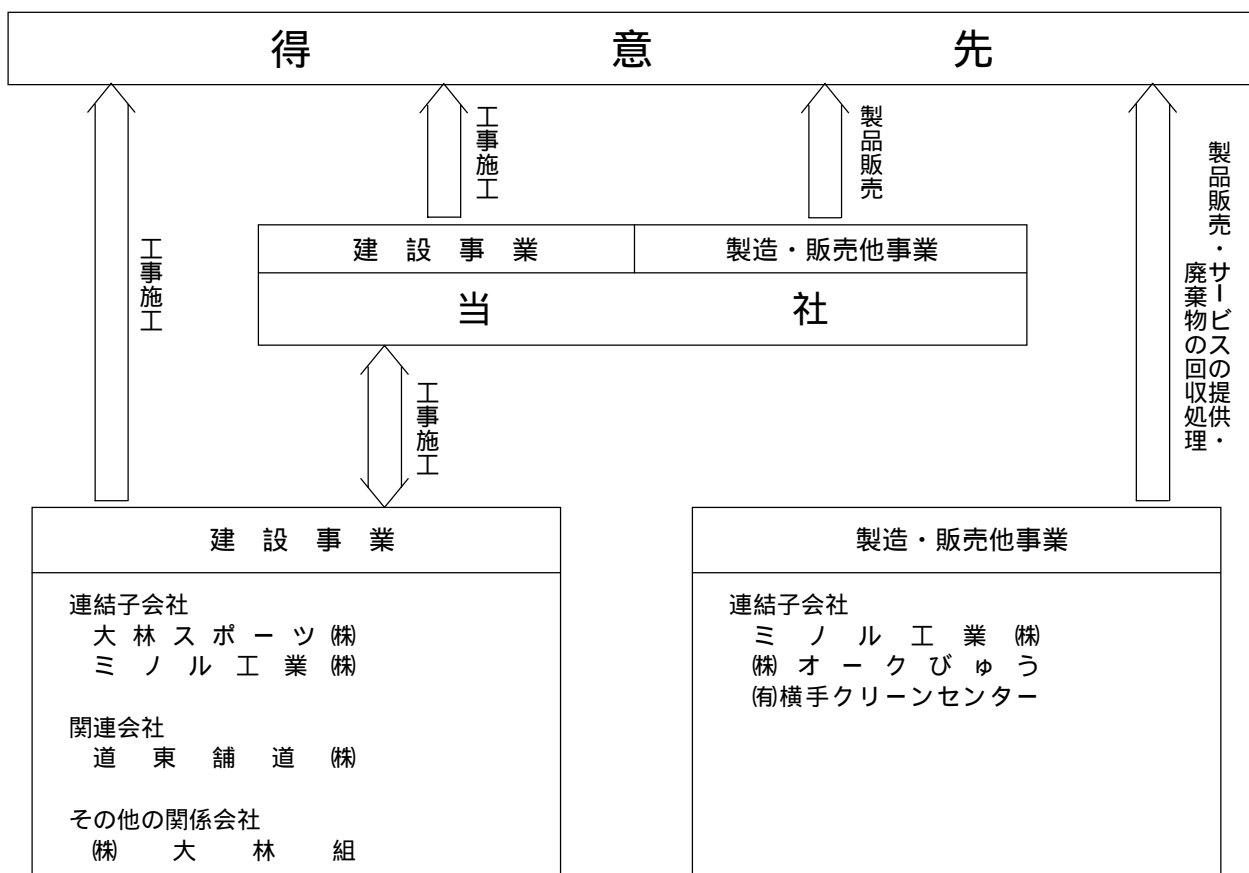 得意先
工事施工
製品販売
工事施工
製品販売・サービスの提供・
廃棄物の回収処理
建設事業
製造・販売他事業
当社
工事施工
建設事業
連結子会社
大林スポーツ㈱
ミノル工業㈱
関連会社
道東舗道㈱
その他の関係会社
㈱大林組
製造・販売他事業
連結子会社
ミノル工業㈱
㈱オークびゅう
㈲横手クリーンセンター